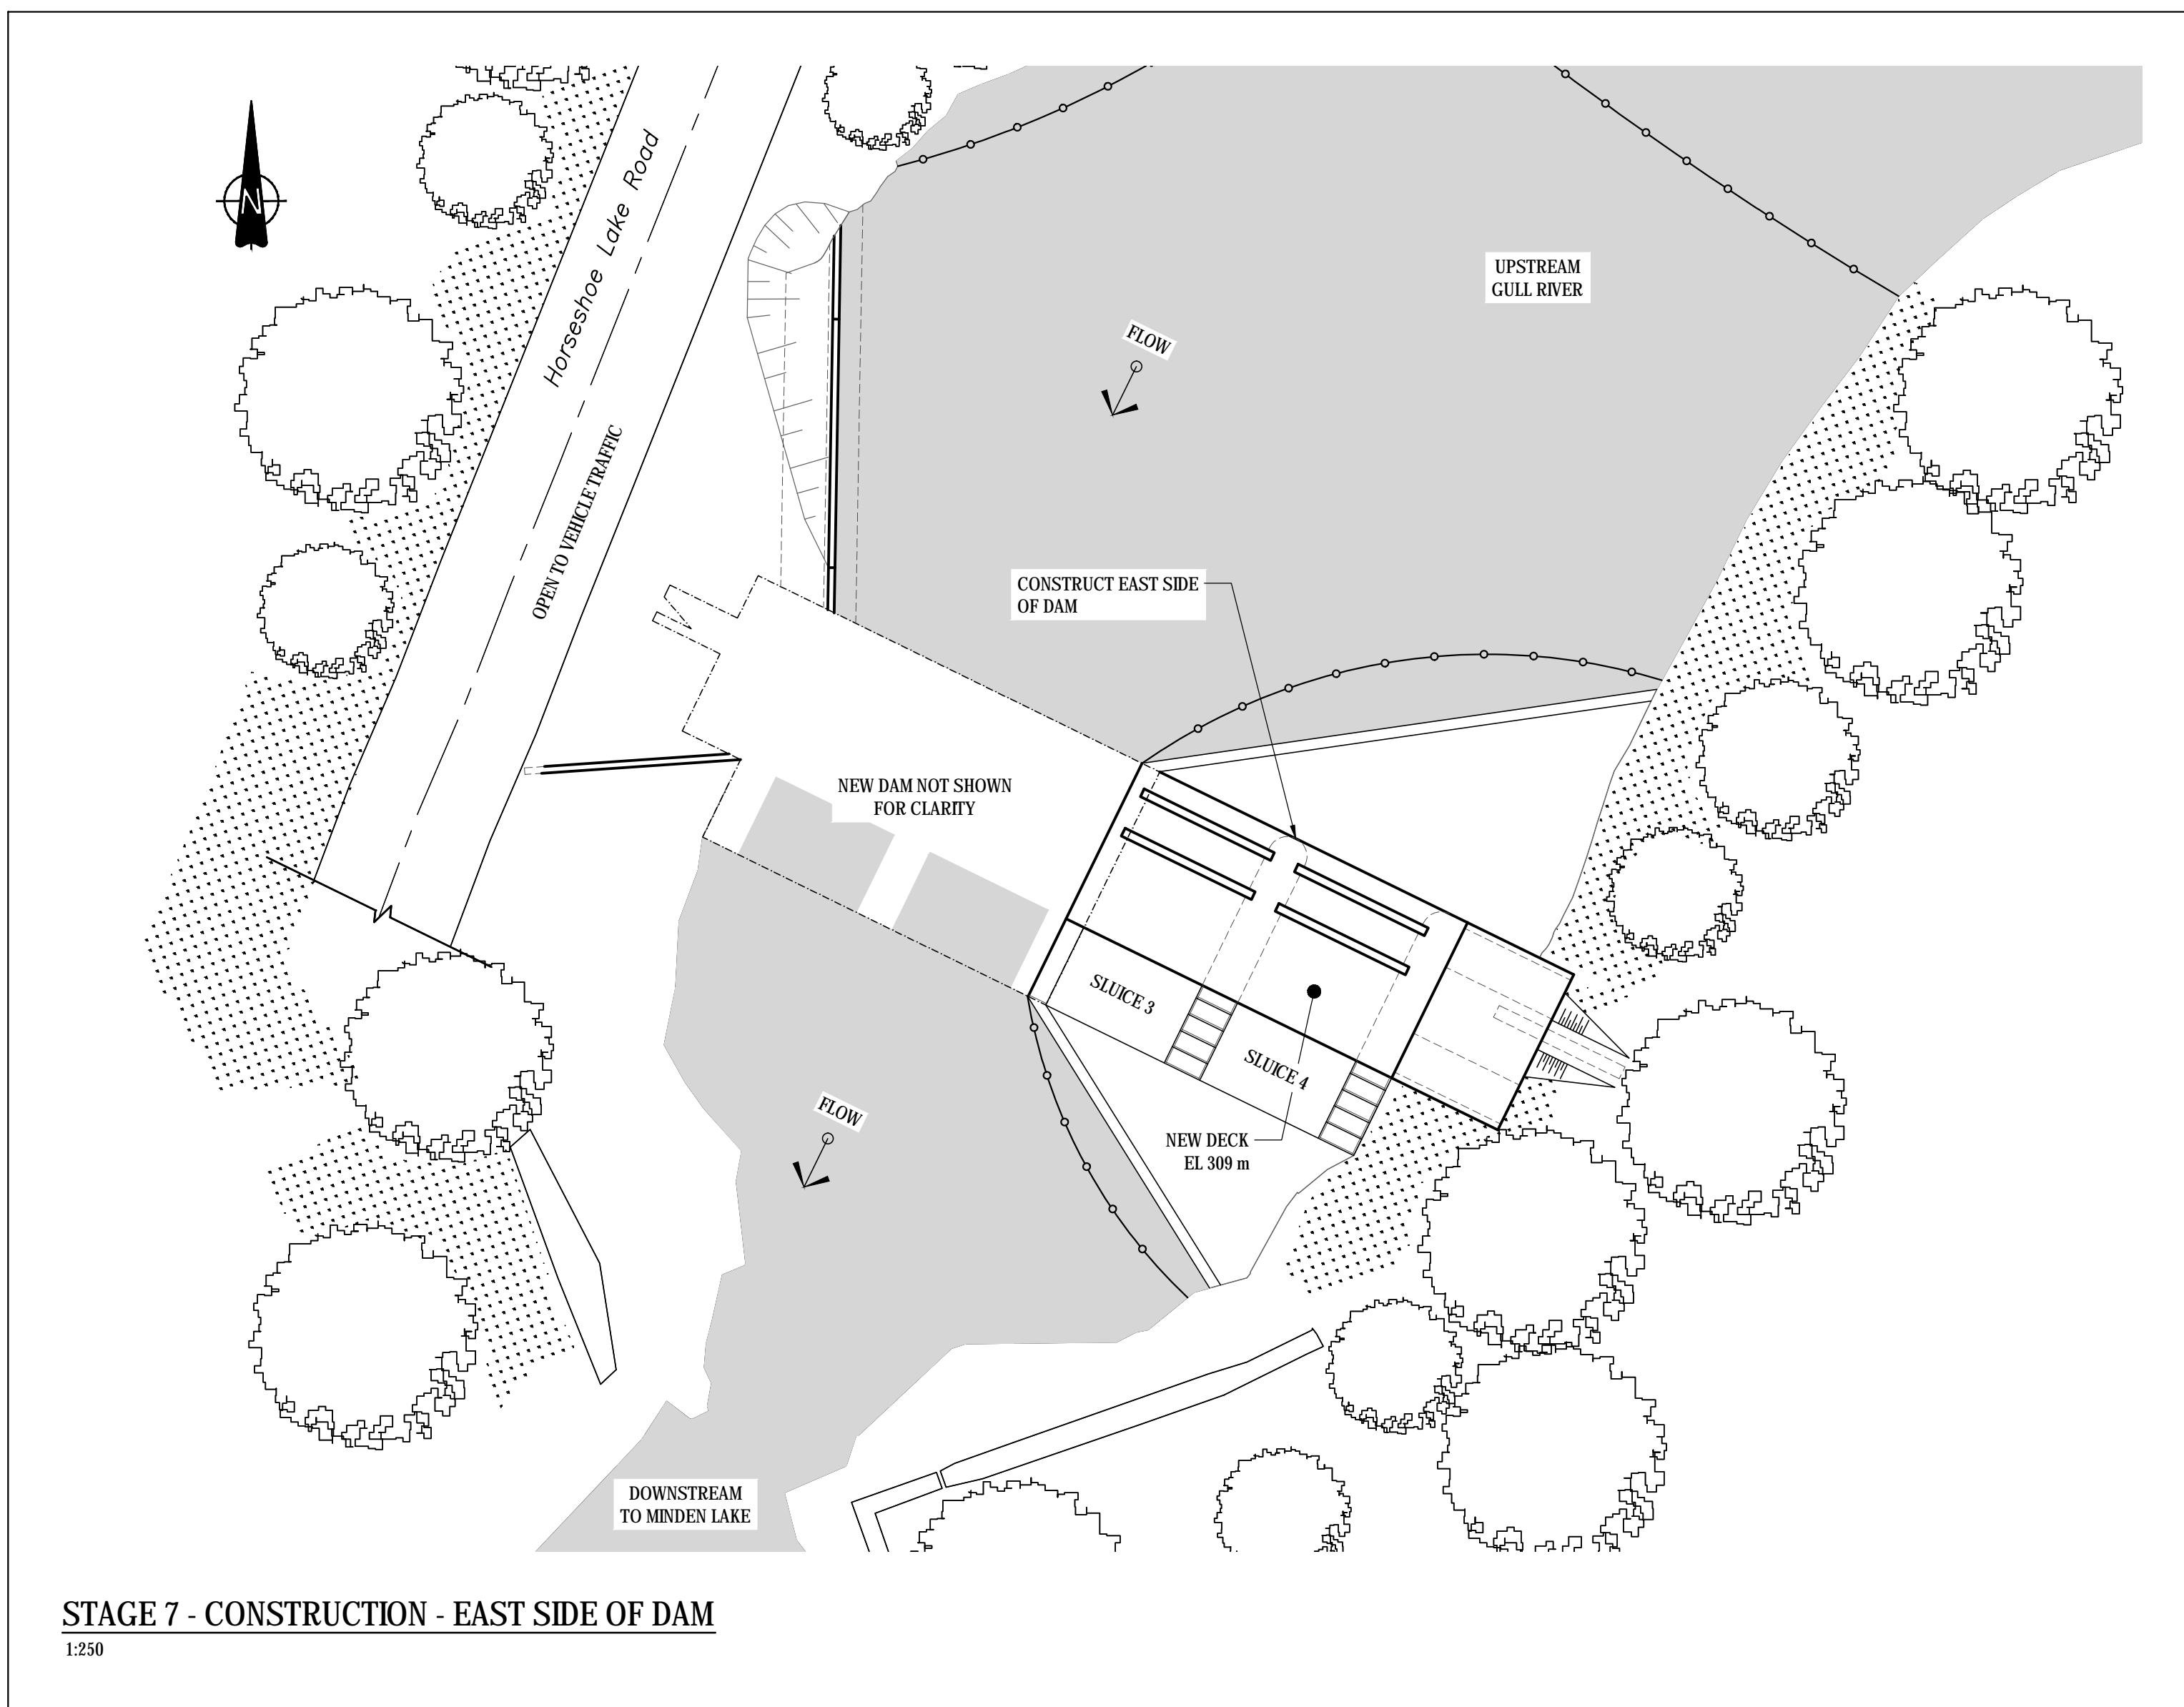 N
Horseshoe Lake Road
OPEN TO VEHICLE TRAFFIC
UPSTREAM
GULL RIVER
FLOW
CONSTRUCT EAST SIDE
OF DAM
NEW DAM NOT SHOWN
FOR CLARITY
SLUICE 3
SLUICE 4
NEW DECK
EL 309 m
FLOW
DOWNSTREAM
TO MINDEN LAKE
STAGE 7 - CONSTRUCTION - EAST SIDE OF DAM
1:250